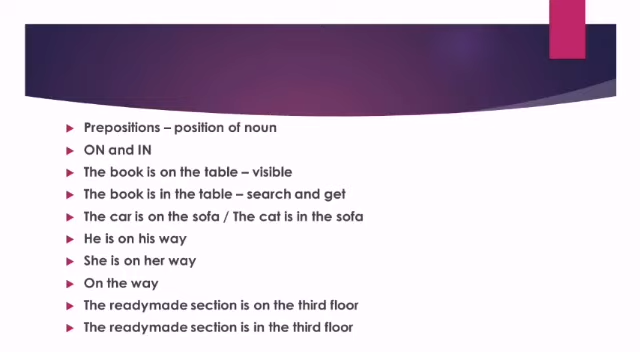 Prepositions – position of noun
ON and IN
The book is on the table – visible
The book is in the table – search and get
The car is on the sofa / The cat is in the sofa
He is on his way
She is on her way
On the way
The readymade section is on the third floor
The readymade section is in the third floor